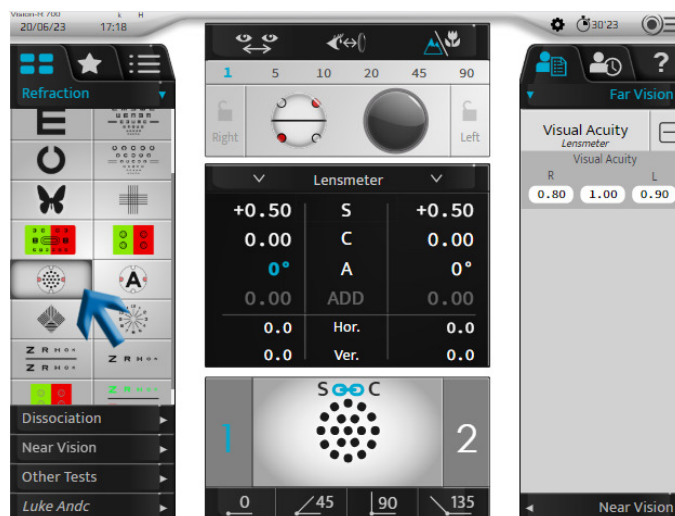 Vision-R 700
20/06/23 17:18
30'23
Refraction
E
A
Z R H
Z R H
Z R H
Z R
Dissociation
Near Vision
Other Tests
Luke Andc
1 5 10 20 45 90
Right Left
Lensmeter
+0.50 S +0.50
0.00 C 0.00
0° A 0°
0.00 ADD 0.00
0.0 Hor. 0.0
0.0 Ver. 0.0
S C
1 2
0 45 90 135
?
Far Vision
Visual Acuity
Lensmeter
Visual Acuity
R L
0.80 1.00 0.90
Near Vision